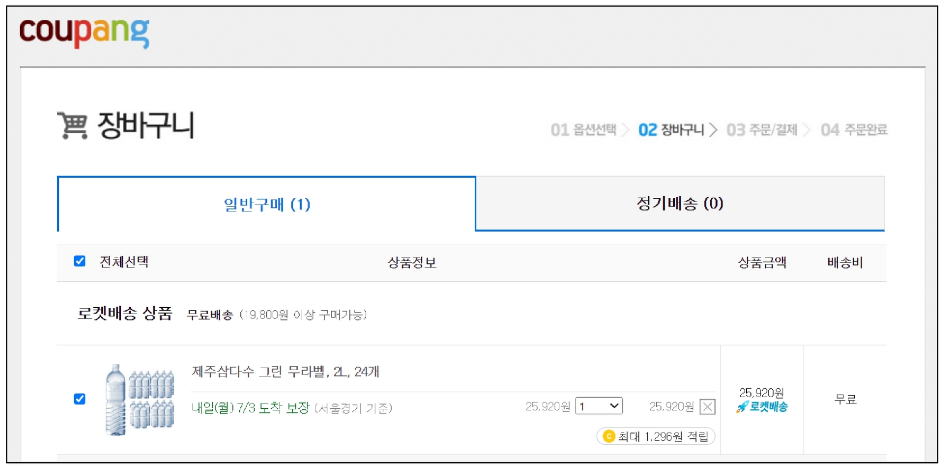 coupang
장바구니
01 옵션선택 > 02 장바구니 > 03 주문/결제 > 04 주문완료
일반구매 (1) 정기배송 (0)
전체선택 상품정보 상품금액 배송비
로켓배송 상품 무료배송 (19,800원 이상 구매가능)
제주삼다수 그린 무라벨, 2L, 24개
내일(월) 7/3 도착 보장 (서울경기 기준) 25,920원 1 25,920원
25,920원
로켓배송
무료
C 최대 1,296원 적립